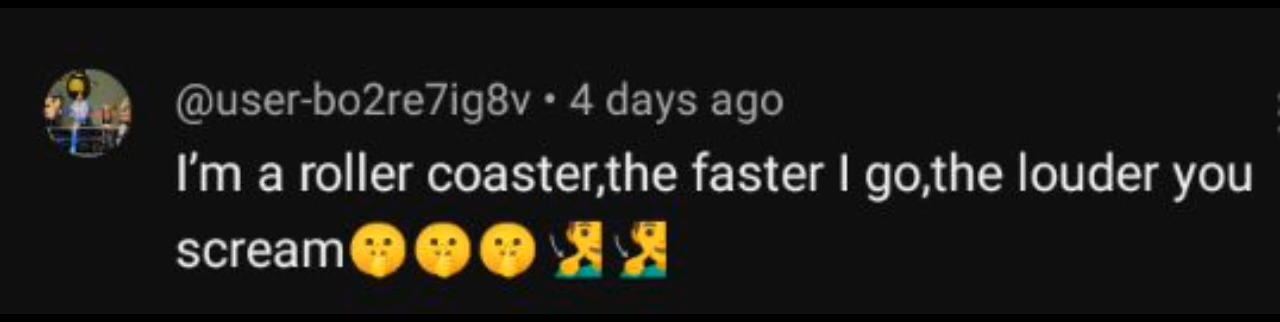 @user-bo2re7ig8v • 4 days ago
I’m a roller coaster,the faster I go,the louder you
scream🤫🤫🤫🧏‍♂️🧏‍♂️